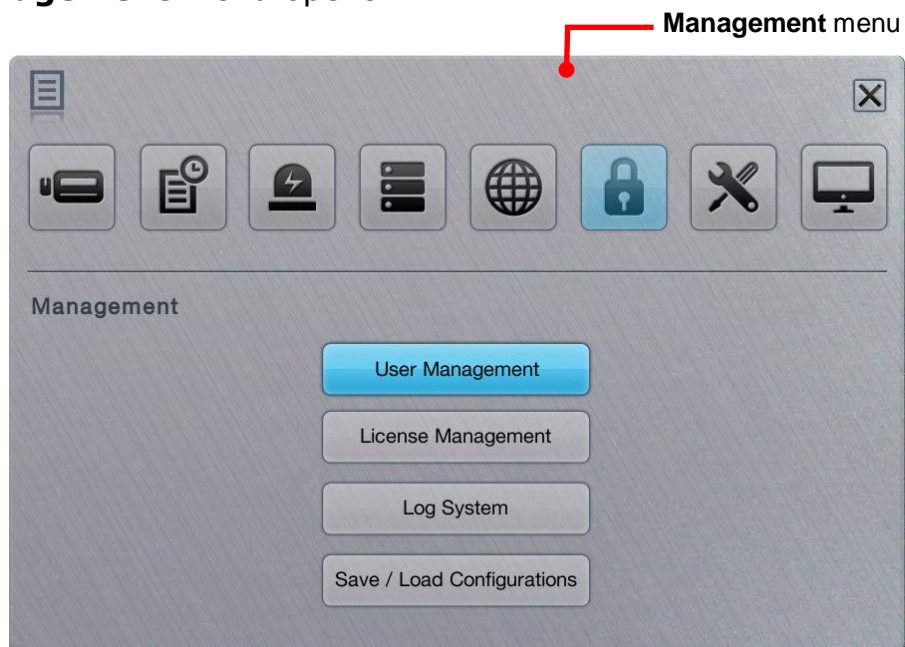 Management menu
Management
User Management
License Management
Log System
Save / Load Configurations